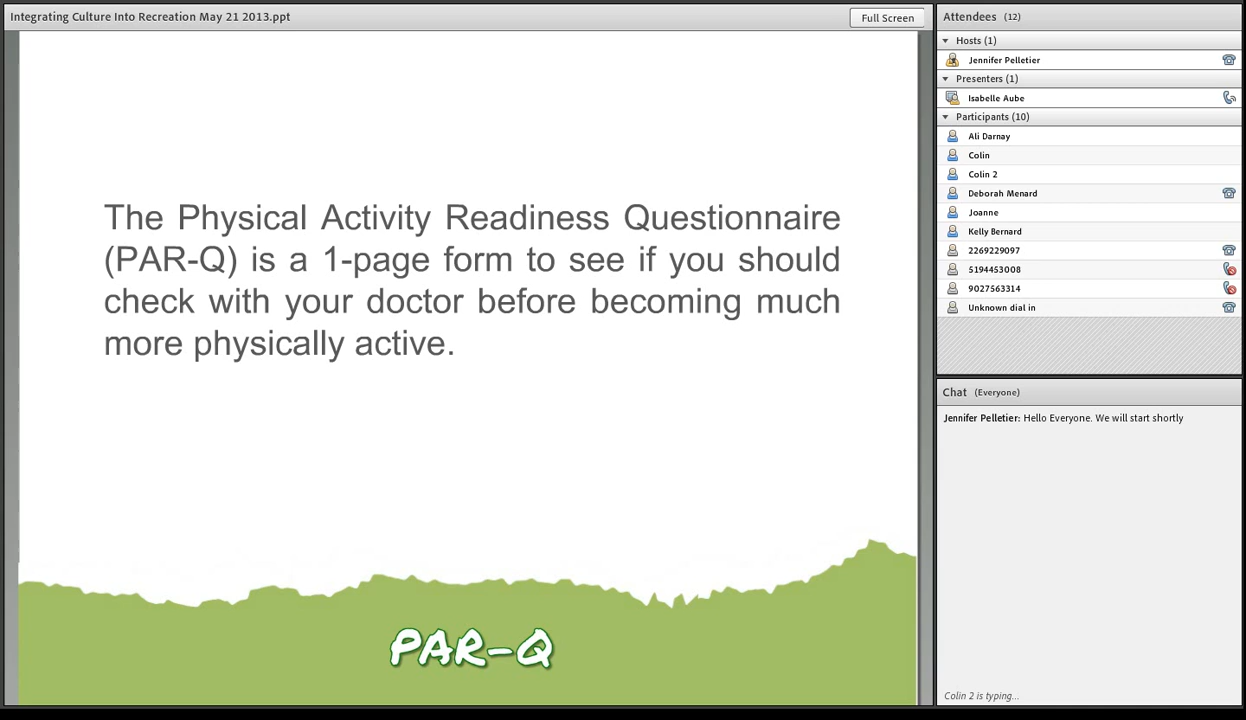 Integrating Culture Into Recreation May 21 2013.ppt
Full Screen
The Physical Activity Readiness Questionnaire
(PAR-Q) is a 1-page form to see if you should
check with your doctor before becoming much
more physically active.
PAR-Q
Attendees (12)
Hosts (1)
Jennifer Pelletier
Presenters (1)
Isabelle Aube
Participants (10)
Ali Darnay
Colin
Colin 2
Deborah Menard
Joanne
Kelly Bernard
2269229097
5194453008
9027563314
Unknown dial in
Chat (Everyone)
Jennifer Pelletier: Hello Everyone. We will start shortly
Colin 2 is typing...